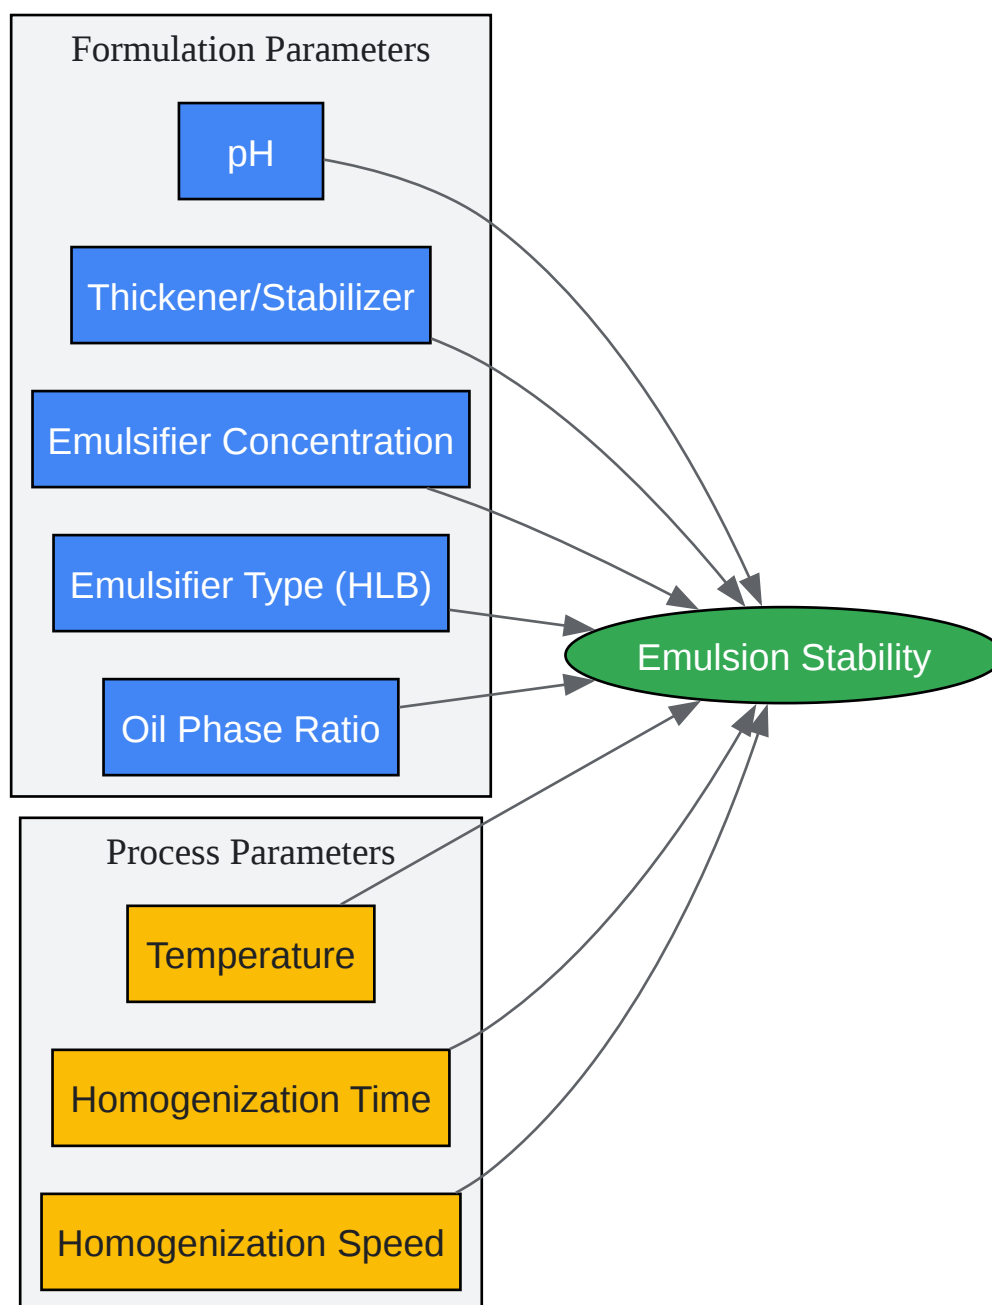 Formulation Parameters
pH
Thickener/Stabilizer
Emulsifier Concentration
Emulsifier Type (HLB)
Oil Phase Ratio
Emulsion Stability
Process Parameters
Temperature
Homogenization Time
Homogenization Speed